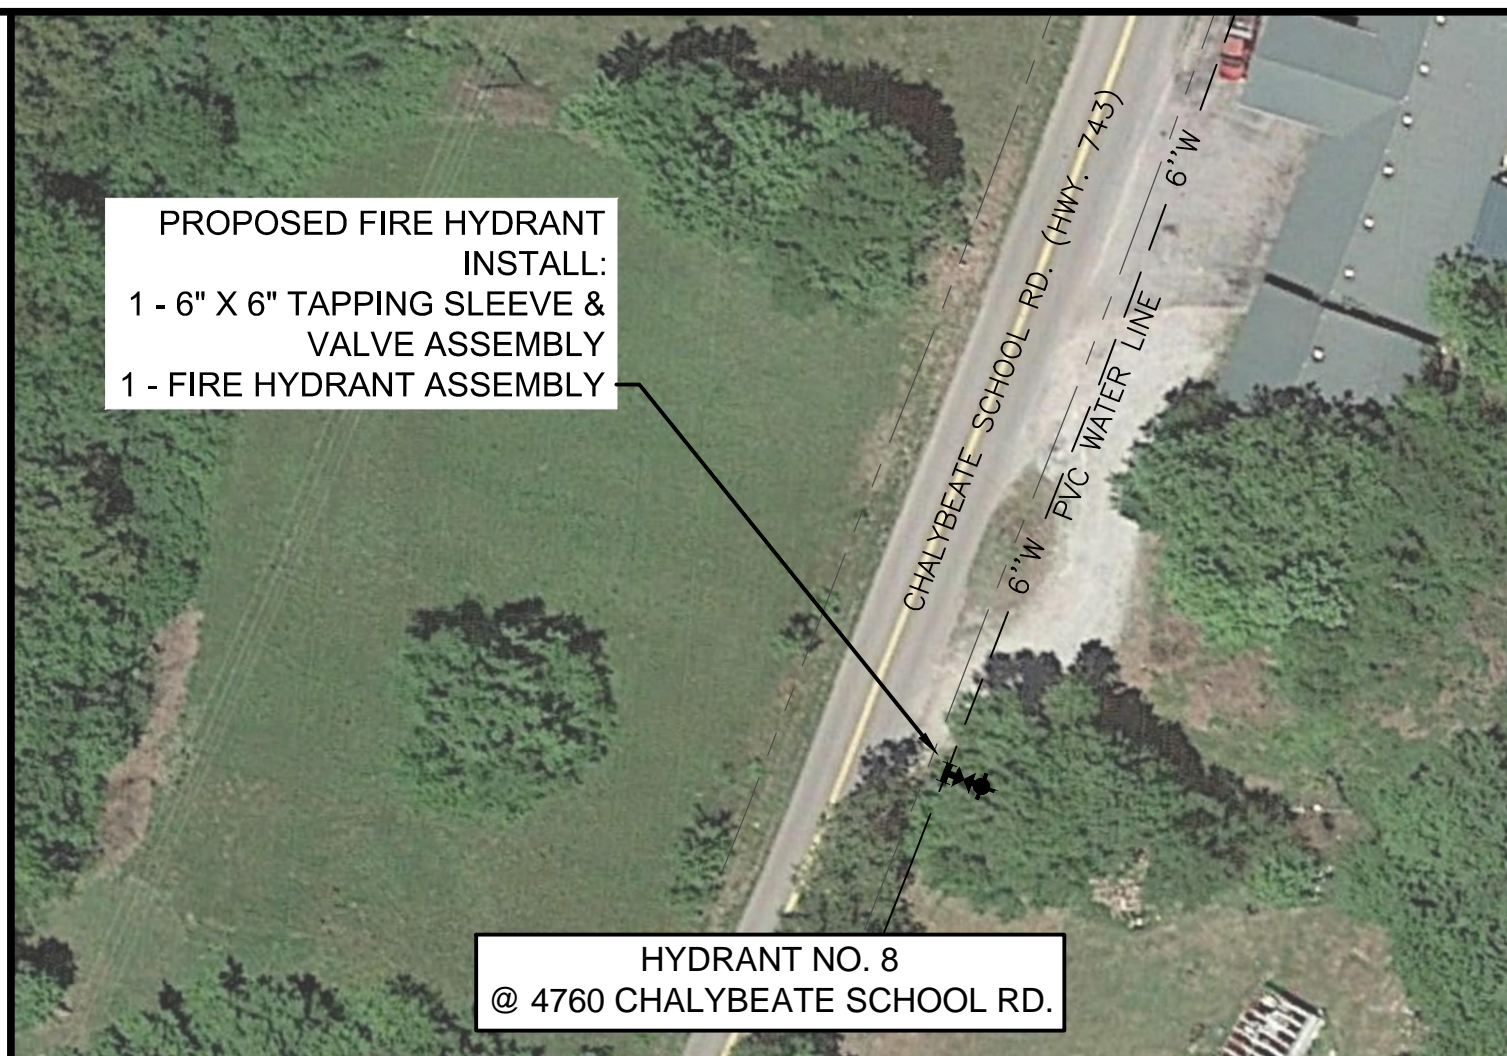 PROPOSED FIRE HYDRANT
INSTALL:
1 - 6" X 6" TAPPING SLEEVE &
VALVE ASSEMBLY
1 - FIRE HYDRANT ASSEMBLY
CHALYBEATE SCHOOL RD. (HWY. 743)
6"W
PVC WATER LINE
6"W
HYDRANT NO. 8
@ 4760 CHALYBEATE SCHOOL RD.